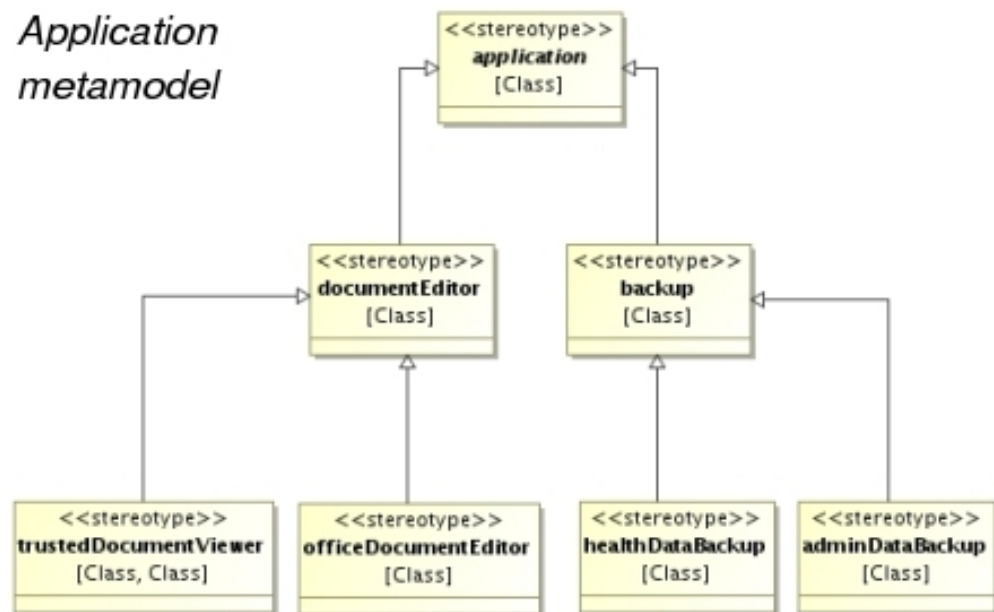 Application
metamodel
<<stereotype>>
application
[Class]
<<stereotype>>
documentEditor
[Class]
<<stereotype>>
backup
[Class]
<<stereotype>>
trustedDocumentViewer
[Class, Class]
<<stereotype>>
officeDocumentEditor
[Class]
<<stereotype>>
healthDataBackup
[Class]
<<stereotype>>
adminDataBackup
[Class]